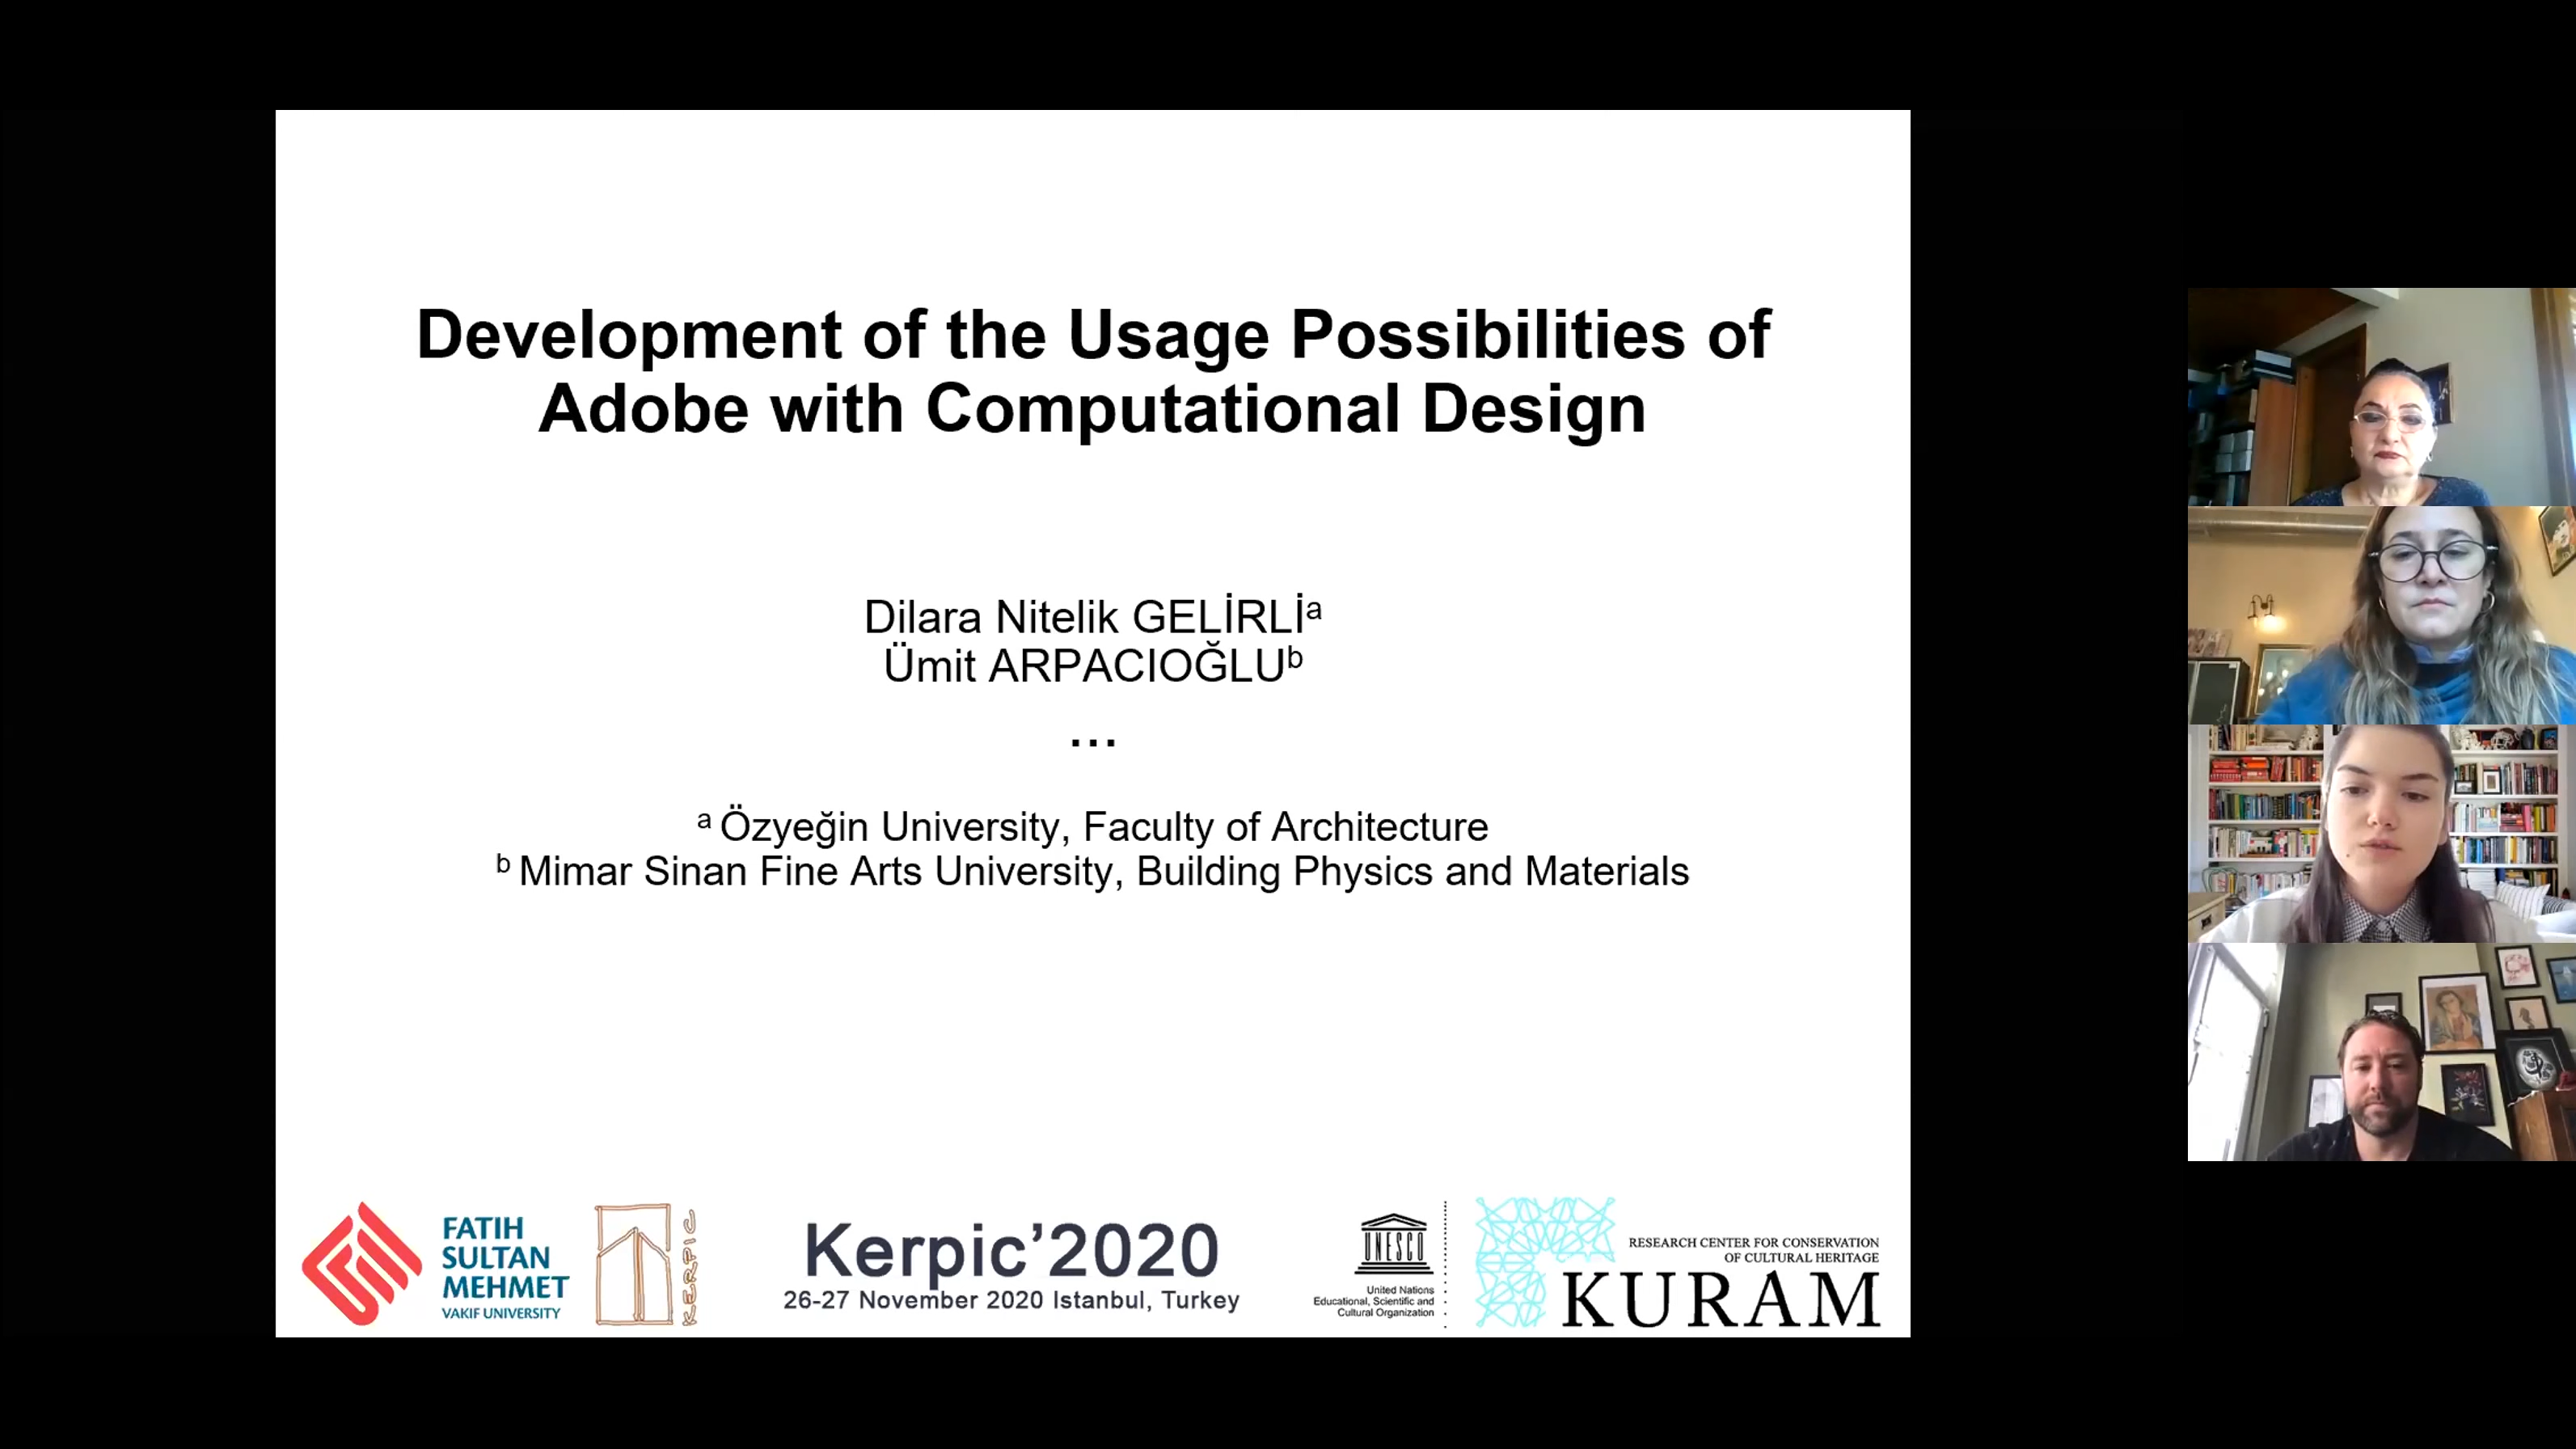 Development of the Usage Possibilities of
Adobe with Computational Design
Dilara Nitelik GELİRLİᵃ
Ümit ARPACIOĞLUᵇ
...
ᵃ Özyeğin University, Faculty of Architecture
ᵇ Mimar Sinan Fine Arts University, Building Physics and Materials
FATIH
SULTAN
MEHMET
VAKIF UNIVERSITY
KERPIC
Kerpic’2020
26-27 November 2020 Istanbul, Turkey
UNESCO
United Nations
Educational, Scientific and
Cultural Organization
RESEARCH CENTER FOR CONSERVATION
OF CULTURAL HERITAGE
KURAM